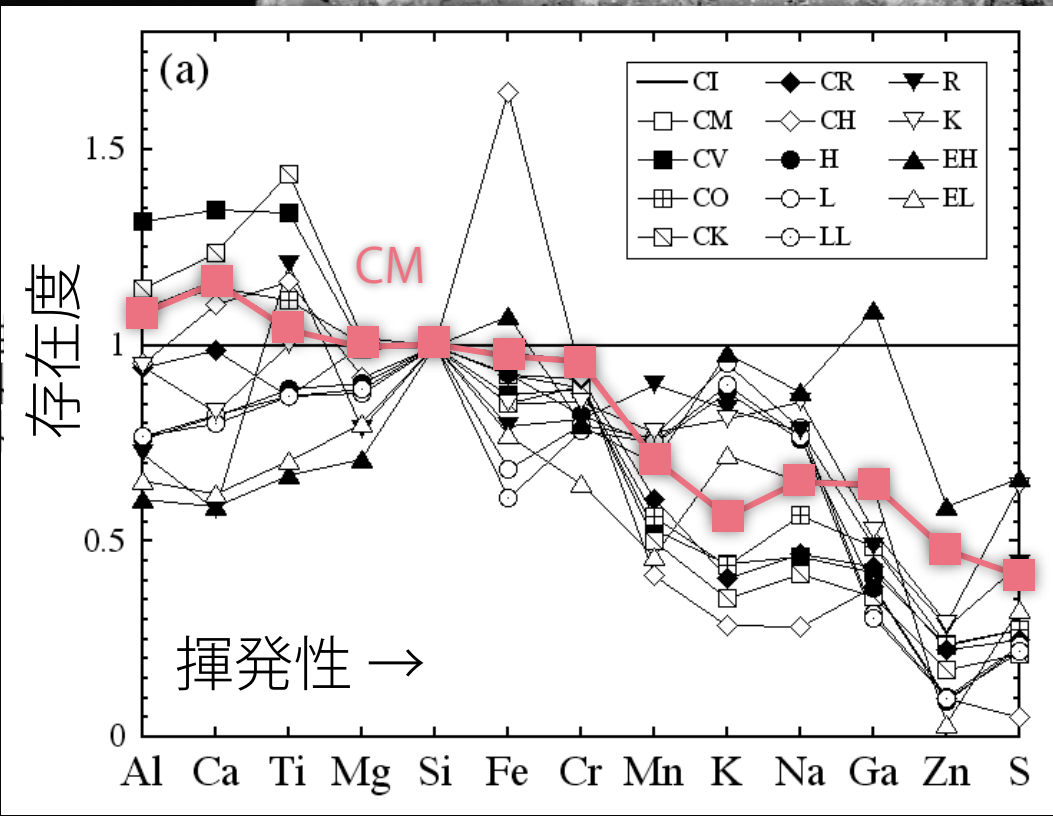 (a)
CI CR R
CM CH K
CV H EH
CO L EL
CK LL
1.5
CM
存在度
1
0.5
揮発性 →
0
Al Ca Ti Mg Si Fe Cr Mn K Na Ga Zn S